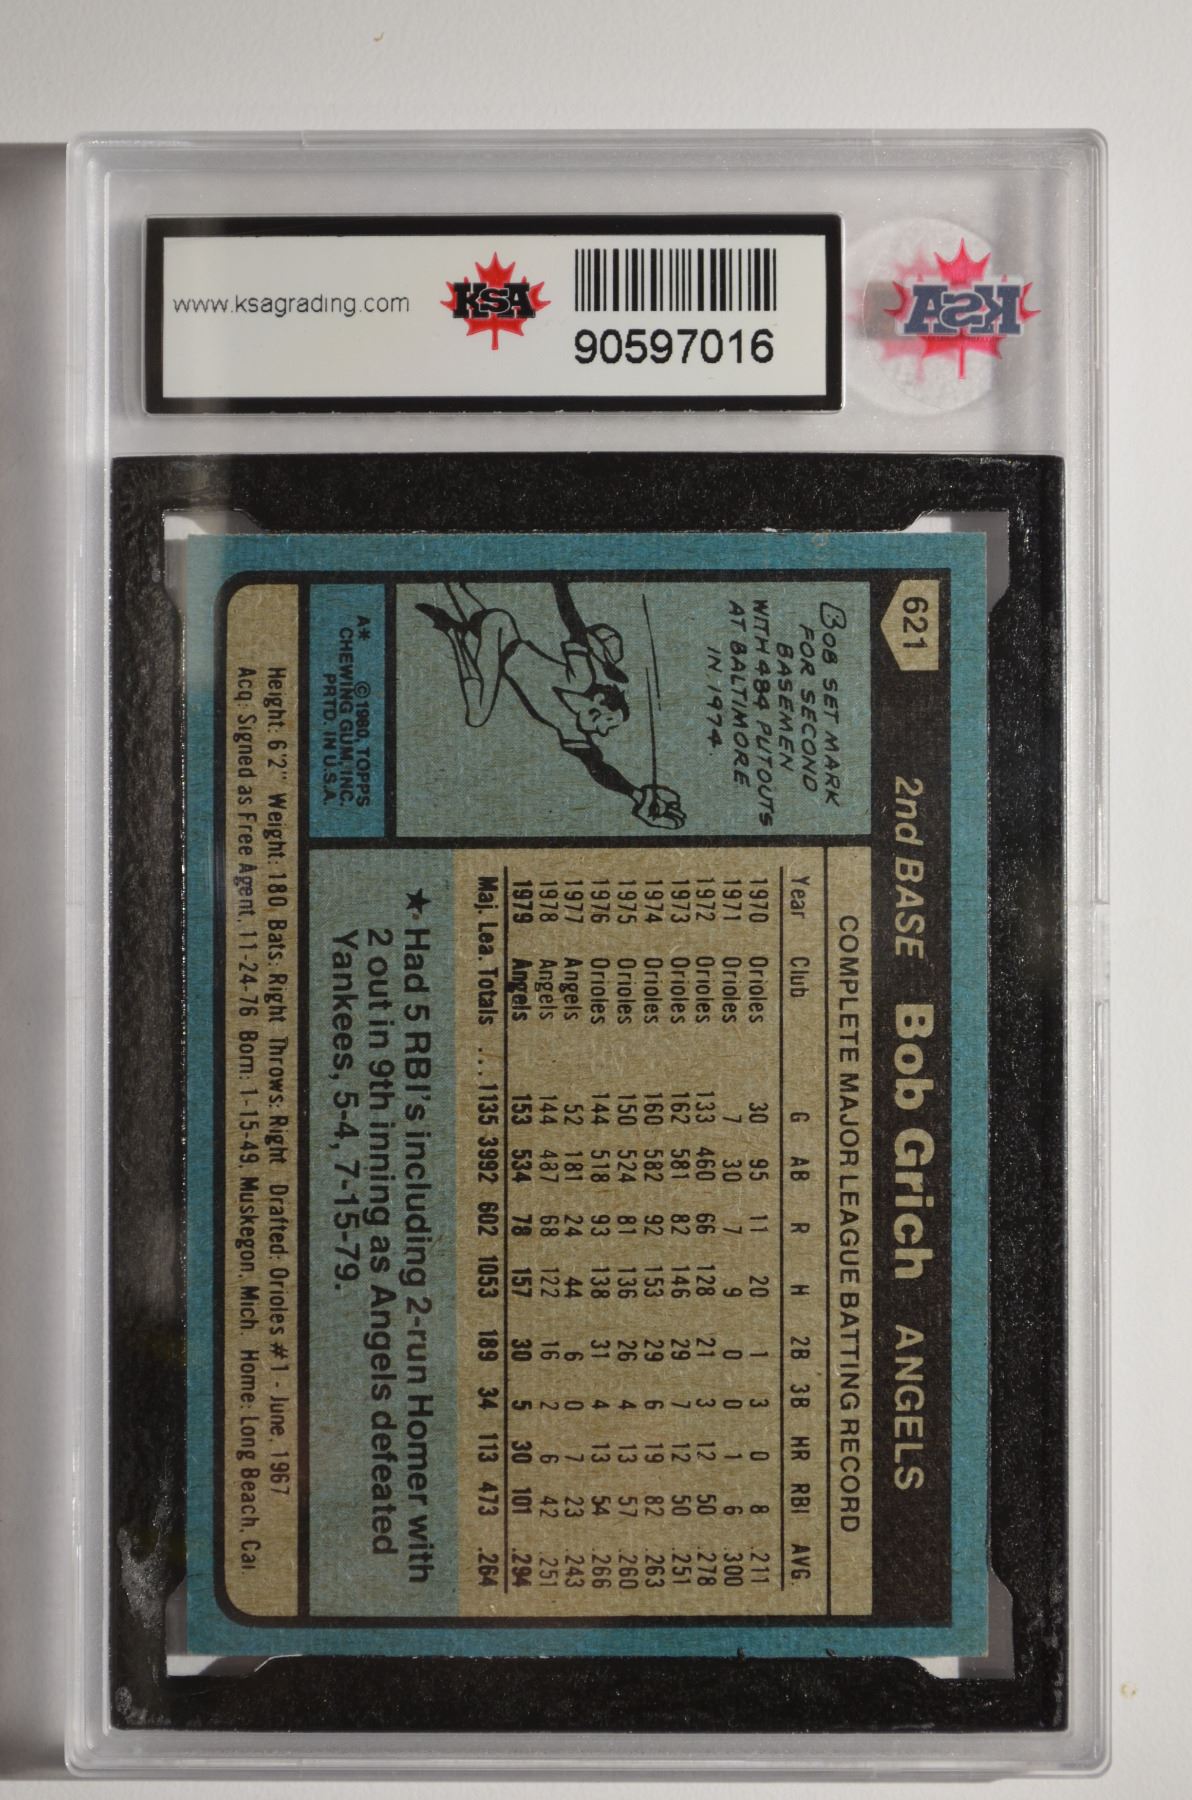 www.ksagrading.com
KSA
90597016
KSA
621
2nd BASE Bob Grich ANGELS
BOB SET MARK
FOR SECOND
BASEMEN
WITH 484 PUTOUTS
AT BALTIMORE
IN 1974
A* ©1980, TOPPS
CHEWING GUM, INC.
PRTD. IN U.S.A.
COMPLETE MAJOR LEAGUE BATTING RECORD
Year Club G AB R H 2B 3B HR RBI AVG.
1970 Orioles 30 95 11 20 1 3 0 8 .211
1971 Orioles 7 30 7 9 0 0 1 6 .300
1972 Orioles 133 460 66 128 21 3 12 50 .278
1973 Orioles 162 581 82 146 29 7 12 50 .251
1974 Orioles 160 582 92 153 29 6 19 82 .263
1975 Orioles 150 524 81 136 26 4 13 57 .260
1976 Orioles 144 518 93 138 31 4 13 54 .266
1977 Angels 52 181 24 44 6 0 7 23 .243
1978 Angels 144 487 68 122 16 2 6 42 .251
1979 Angels 153 534 78 157 30 5 30 101 .294
Maj. Lea. Totals .... 1135 3992 602 1053 189 34 113 473 .264
★ Had 5 RBI's including 2-run Homer with
2 out in 9th inning as Angels defeated
Yankees, 5-4, 7-15-79.
Height: 6'2" Weight: 180 Bats: Right Throws: Right Drafted: Orioles #1 - June, 1967
Acq: Signed as Free Agent, 11-24-76 Born: 1-15-49, Muskegon, Mich. Home: Long Beach, Cal